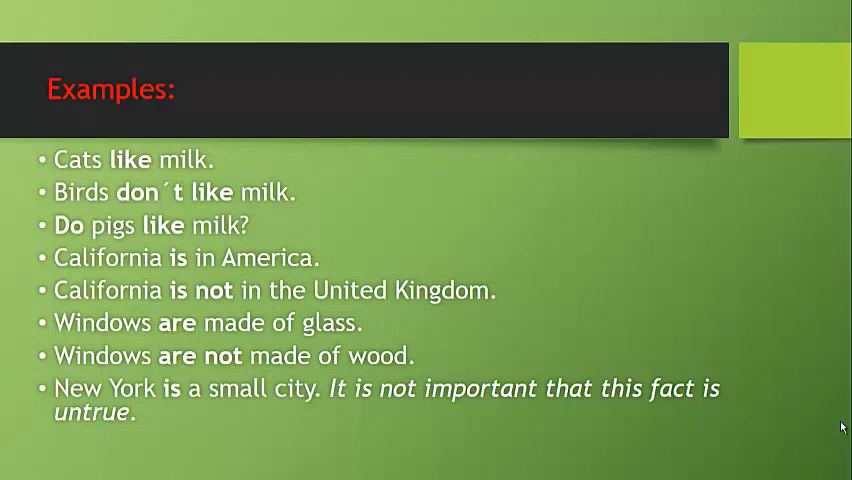 Examples:
• Cats like milk.
• Birds don´t like milk.
• Do pigs like milk?
• California is in America.
• California is not in the United Kingdom.
• Windows are made of glass.
• Windows are not made of wood.
• New York is a small city. It is not important that this fact is
untrue.